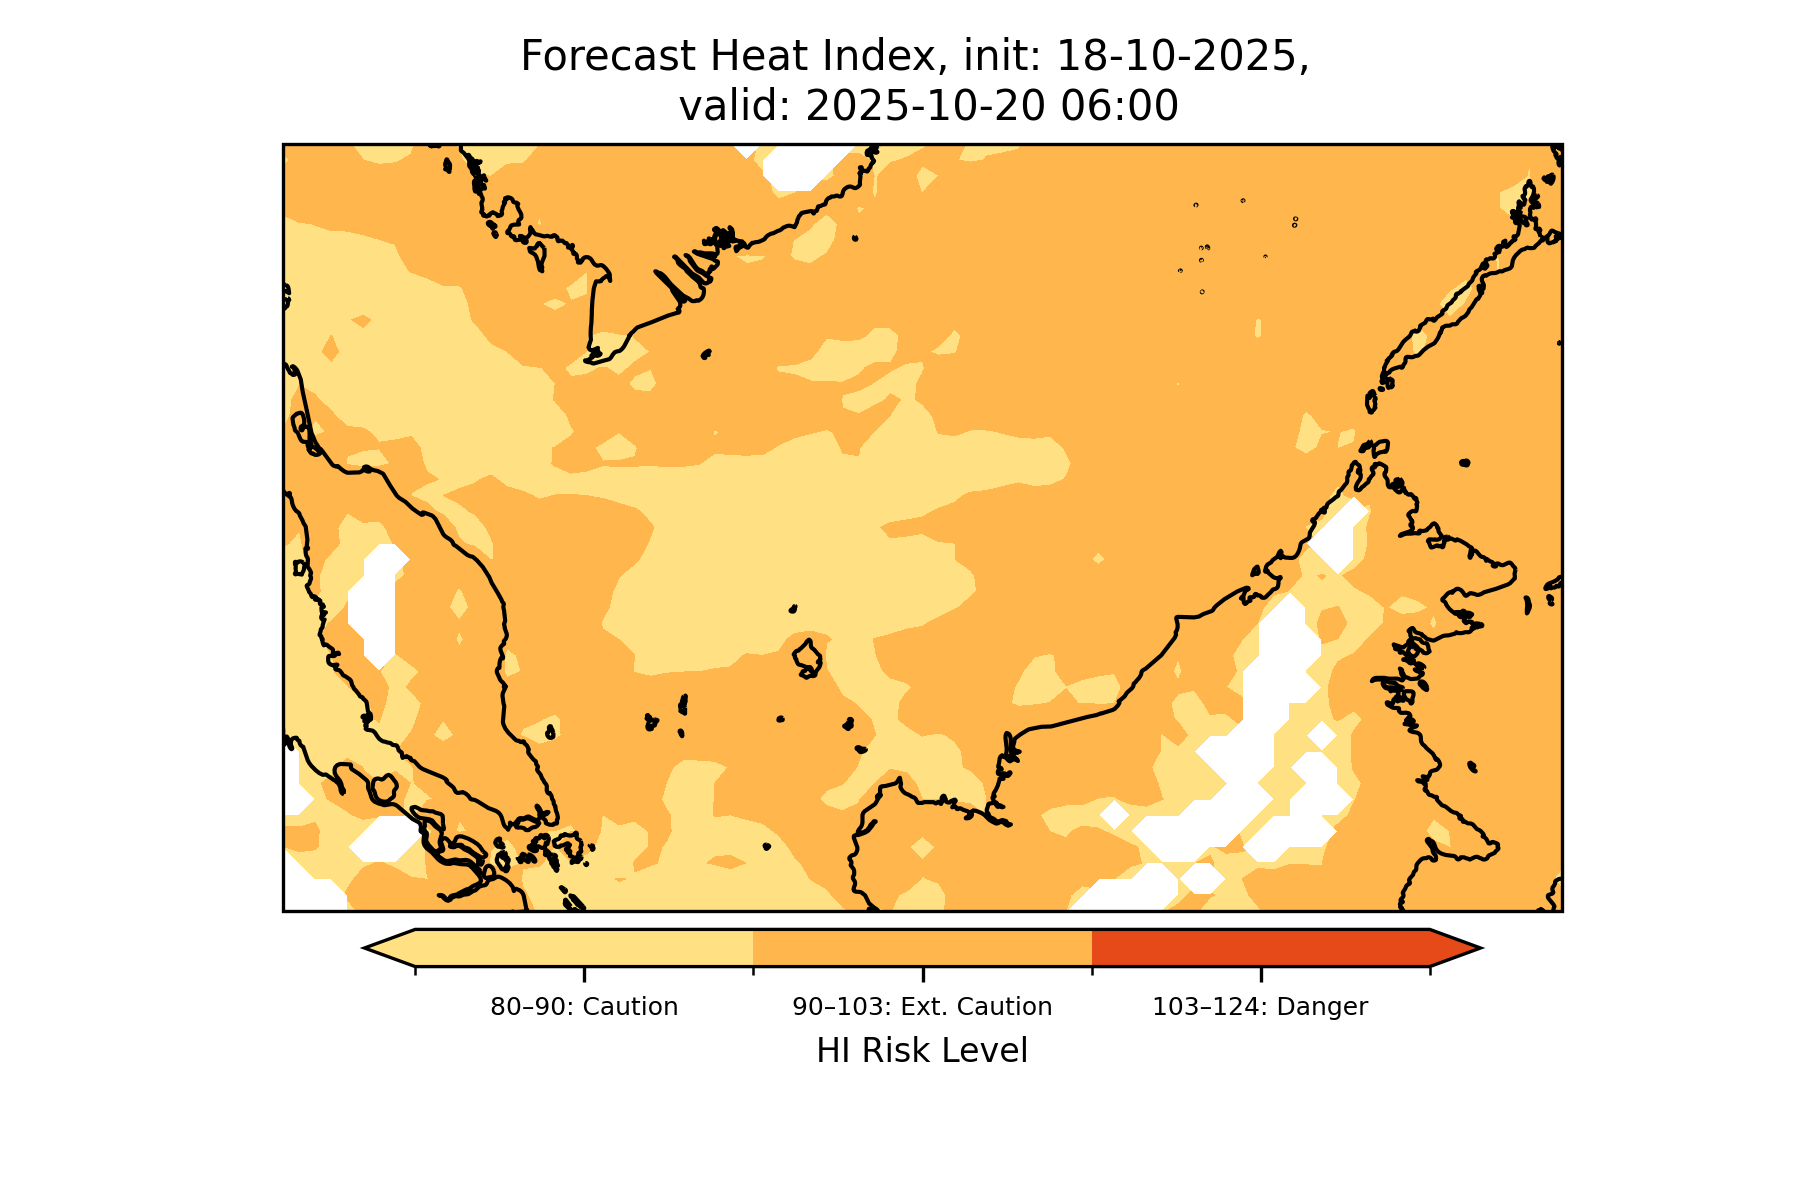 Forecast Heat Index, init: 18-10-2025,
valid: 2025-10-20 06:00
80–90: Caution
90–103: Ext. Caution
103–124: Danger
HI Risk Level